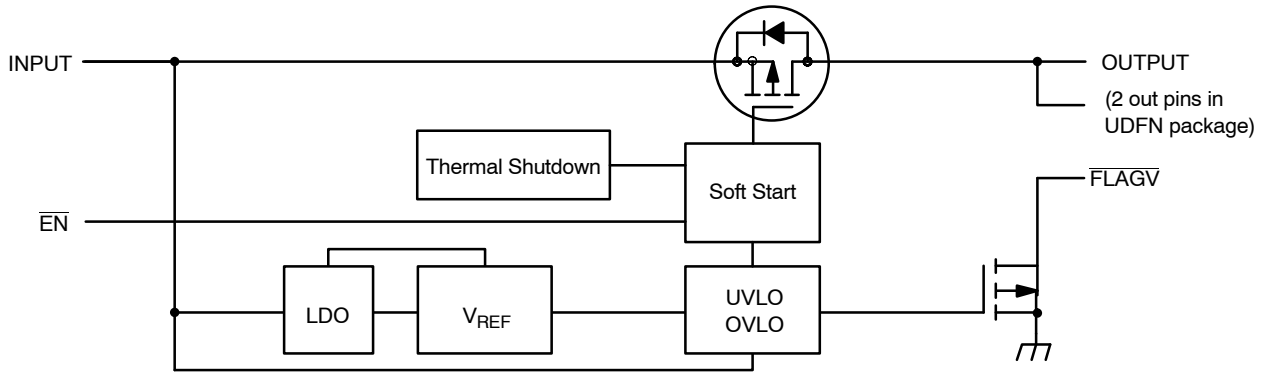 INPUT
OUTPUT
(2 out pins in
UDFN package)
Thermal Shutdown
Soft Start
FLAGV
EN
LDO
VREF
UVLO
OVLO